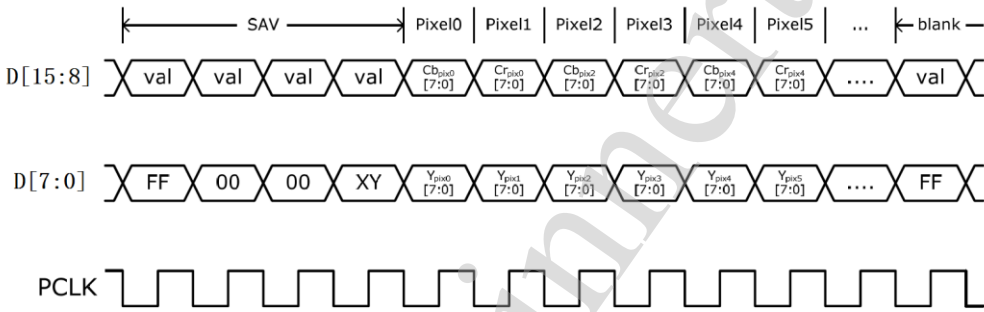 SAV Pixel0 Pixel1 Pixel2 Pixel3 Pixel4 Pixel5 ... blank
D[15:8] val val val val Cbpix0 [7:0] Crpix0 [7:0] Cbpix2 [7:0] Crpix2 [7:0] Cbpix4 [7:0] Crpix4 [7:0] .... val
D[7:0] FF 00 00 XY Ypix0 [7:0] Ypix1 [7:0] Ypix2 [7:0] Ypix3 [7:0] Ypix4 [7:0] Ypix5 [7:0] .... FF
PCLK